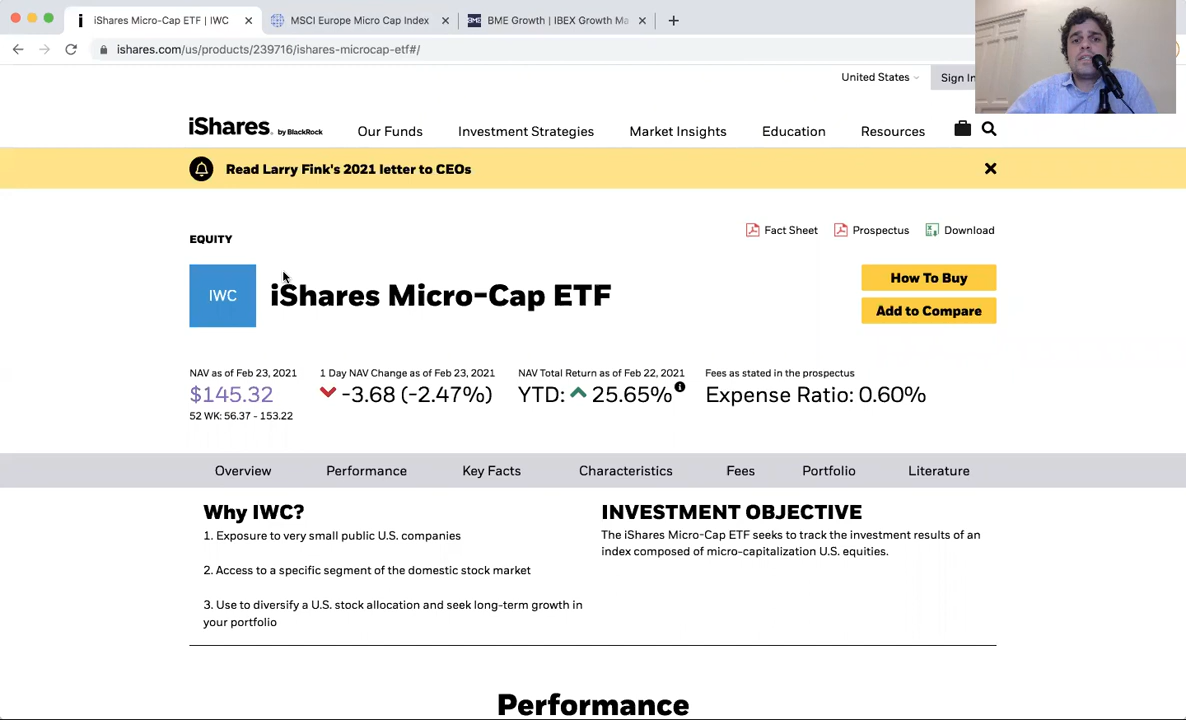 iShares Micro-Cap ETF | IWC
MSCI Europe Micro Cap Index
BME Growth | IBEX Growth Ma
ishares.com/us/products/239716/ishares-microcap-etf#/
United States
Sign In
iShares. by BlackRock
Our Funds
Investment Strategies
Market Insights
Education
Resources
Read Larry Fink's 2021 letter to CEOs
EQUITY
Fact Sheet
Prospectus
Download
IWC
iShares Micro-Cap ETF
How To Buy
Add to Compare
NAV as of Feb 23, 2021
$145.32
52 WK: 56.37 - 153.22
1 Day NAV Change as of Feb 23, 2021
-3.68 (-2.47%)
NAV Total Return as of Feb 22, 2021
YTD: 25.65%
Fees as stated in the prospectus
Expense Ratio: 0.60%
Overview
Performance
Key Facts
Characteristics
Fees
Portfolio
Literature
Why IWC?
1. Exposure to very small public U.S. companies
2. Access to a specific segment of the domestic stock market
3. Use to diversify a U.S. stock allocation and seek long-term growth in
your portfolio
INVESTMENT OBJECTIVE
The iShares Micro-Cap ETF seeks to track the investment results of an
index composed of micro-capitalization U.S. equities.
Performance